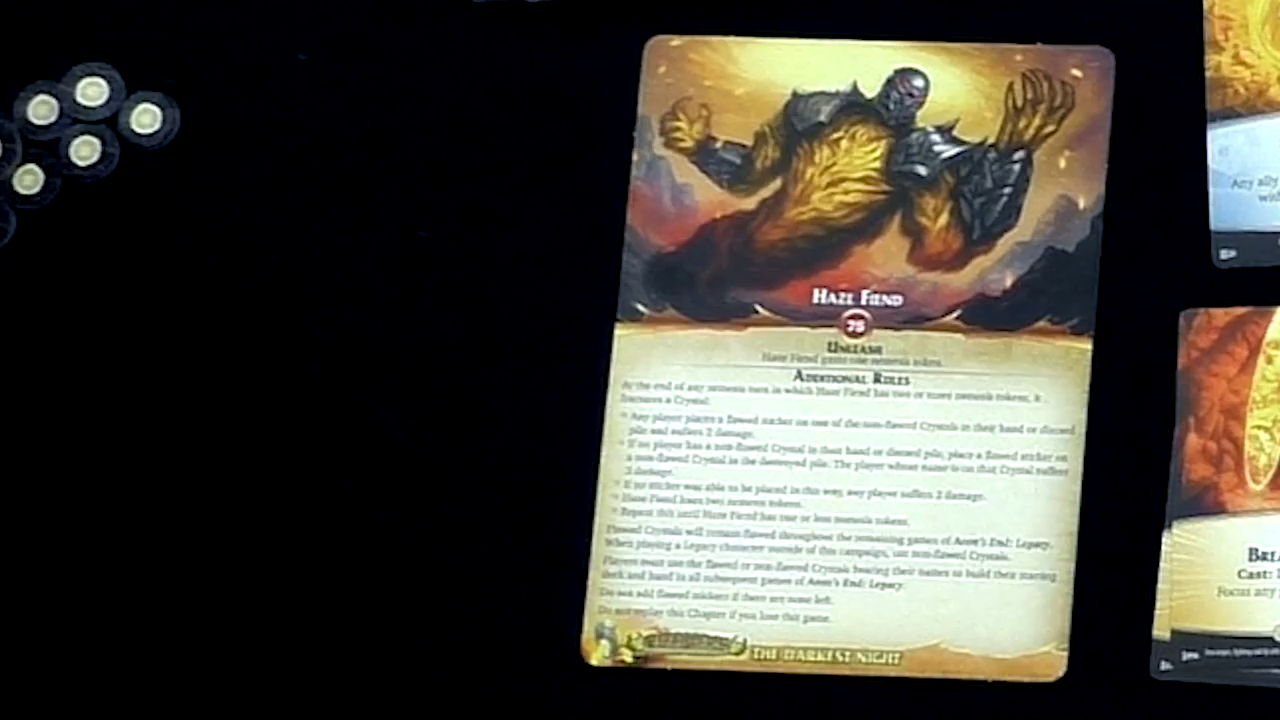 HAZE FIEND
75
UNLEASH
Haze Fiend gains one nemesis token.
ADDITIONAL RULES
At the end of any nemesis turn in which Haze Fiend has two or more nemesis tokens, it
fractures a Crystal:
Any player places a flawed sticker on one of the non-flawed Crystals in their hand or discard
pile and suffers 2 damage.
If no player has a non-flawed Crystal in their hand or discard pile, place a flawed sticker on
a non-flawed Crystal in the destroyed pile. The player whose name is on that Crystal suffers
3 damage.
If no sticker was able to be placed in this way, any player suffers 2 damage.
Haze Fiend loses two nemesis tokens.
Repeat this until Haze Fiend has one or less nemesis tokens.
Flawed Crystals will remain flawed throughout the remaining games of Aeon's End: Legacy.
When playing a Legacy character outside of this campaign, use non-flawed Crystals.
Players must use the flawed or non-flawed Crystals bearing their names to build their starting
deck and hand in all subsequent games of Aeon's End: Legacy.
Do not add flawed stickers if there are none left.
Do not replay this Chapter if you lose this game.
THE DARKEST NIGHT
Any ally
with
BREA
Cast:
Focus any